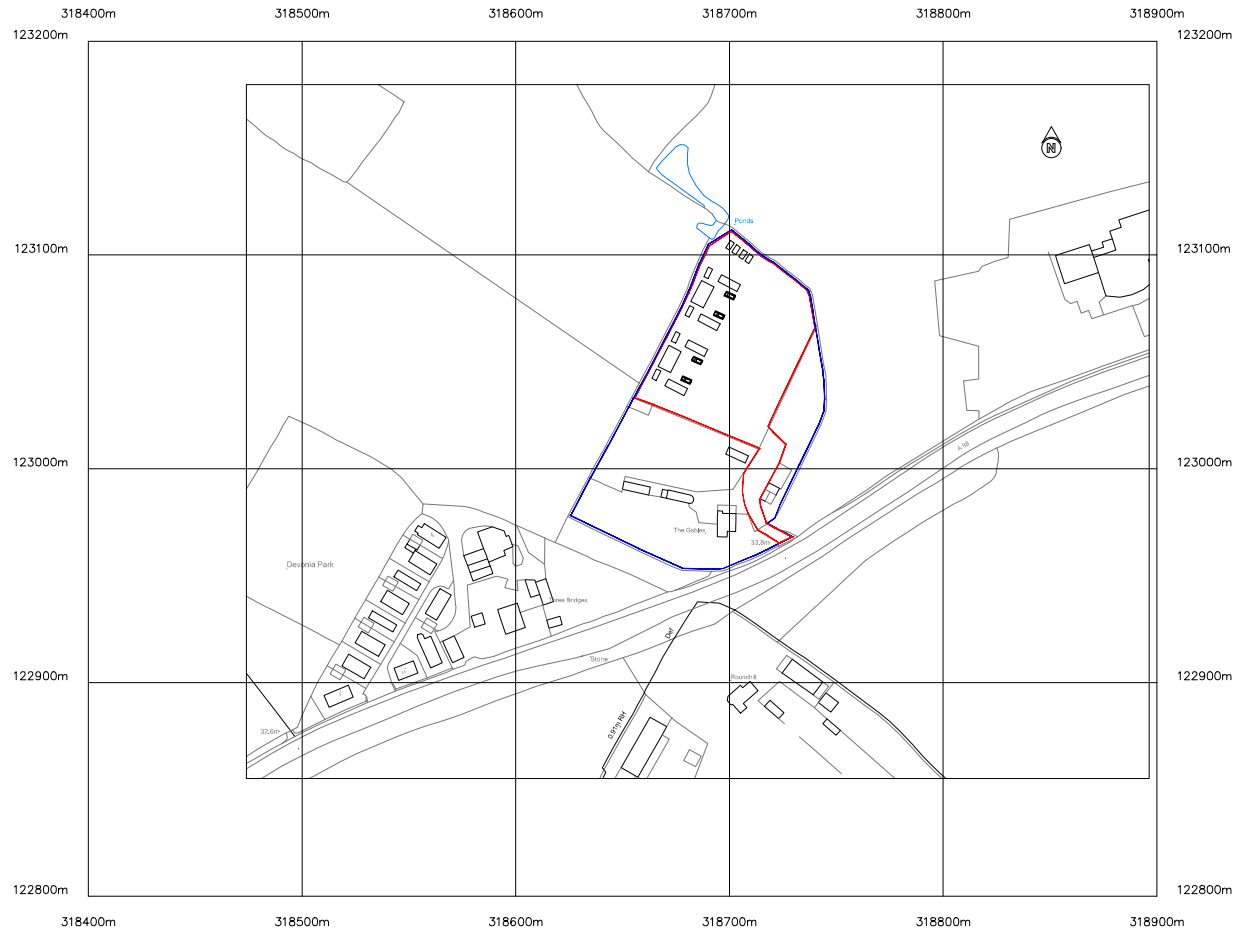 318400m 318500m 318600m 318700m 318800m 318900m
123200m 123200m
N
Ponds
123100m 123100m
A38
123000m 123000m
The Gables
33.8m
Devonia Park
Three Bridges
Def
Stone
Roundhill
122900m 122900m
0.91m RH
32.6m
122800m 122800m
318400m 318500m 318600m 318700m 318800m 318900m